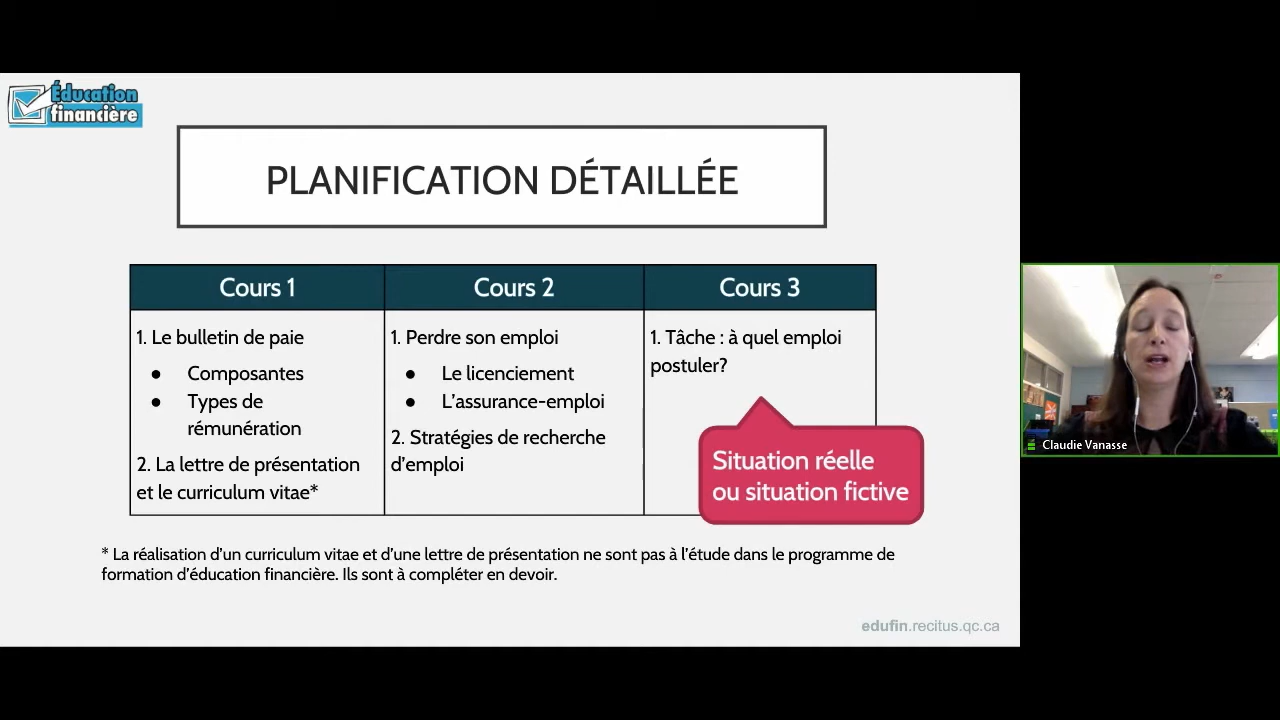 Éducation
financière
PLANIFICATION DÉTAILLÉE
Cours 1
Cours 2
Cours 3
1. Le bulletin de paie
● Composantes
● Types de
rémunération
2. La lettre de présentation
et le curriculum vitae*
1. Perdre son emploi
● Le licenciement
● L'assurance-emploi
2. Stratégies de recherche
d'emploi
1. Tâche : à quel emploi
postuler?
Situation réelle
ou situation fictive
* La réalisation d'un curriculum vitae et d'une lettre de présentation ne sont pas à l'étude dans le programme de
formation d'éducation financière. Ils sont à compléter en devoir.
edufin.recitus.qc.ca
Claudie Vanasse